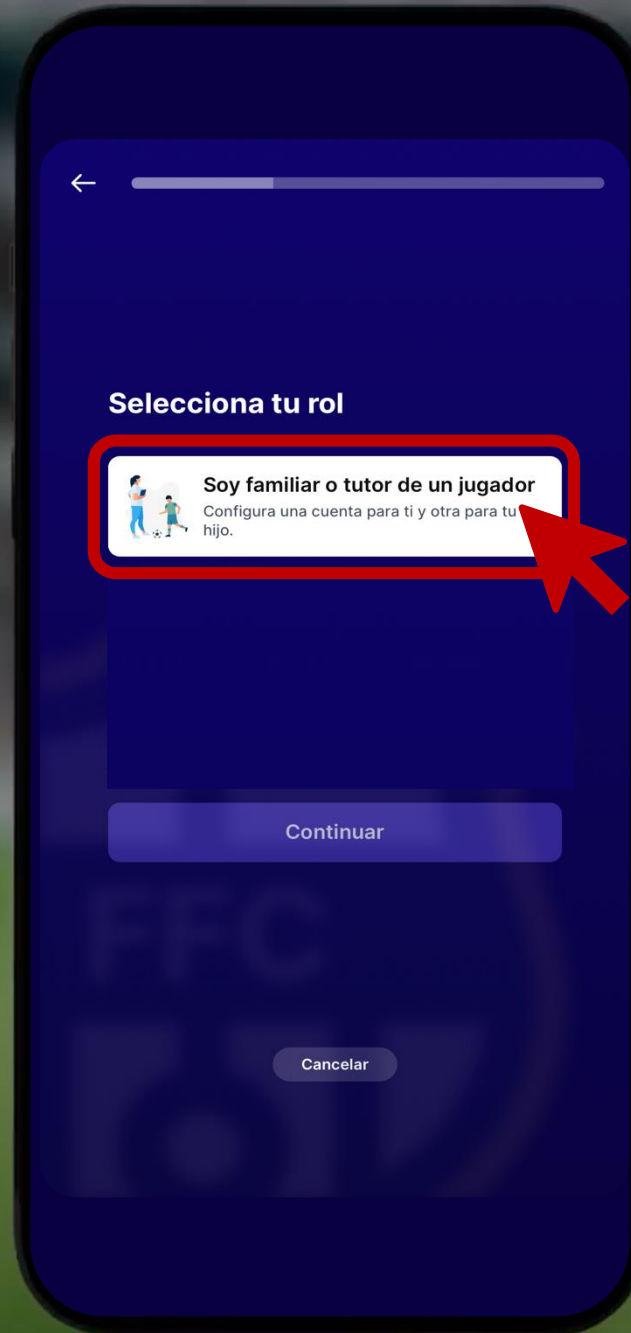 Selecciona tu rol
Soy familiar o tutor de un jugador
Configura una cuenta para ti y otra para tu
hijo.
Continuar
FFC
Cancelar